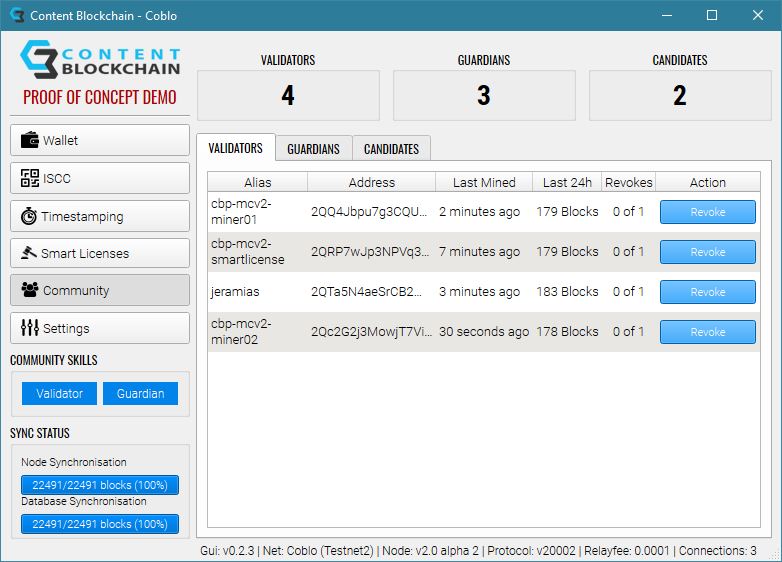 Content Blockchain - Coblo
CONTENT
BLOCKCHAIN
PROOF OF CONCEPT DEMO
Wallet
ISCC
Timestamping
Smart Licenses
Community
Settings
COMMUNITY SKILLS
Validator Guardian
SYNC STATUS
Node Synchronisation
22491/22491 blocks (100%)
Database Synchronisation
22491/22491 blocks (100%)
VALIDATORS GUARDIANS CANDIDATES
4 3 2
VALIDATORS GUARDIANS CANDIDATES
Alias Address Last Mined Last 24h Revokes Action
cbp-mcv2-
miner01 2QQ4Jbpu7g3CQU... 2 minutes ago 179 Blocks 0 of 1 Revoke
cbp-mcv2-
smartlicense 2QRP7wJp3NPVq3... 7 minutes ago 179 Blocks 0 of 1 Revoke
jeramias 2QTa5N4aeSrCB2... 3 minutes ago 183 Blocks 0 of 1 Revoke
cbp-mcv2-
miner02 2Qc2G2j3MowjT7Vi... 30 seconds ago 178 Blocks 0 of 1 Revoke
Gui: v0.2.3 | Net: Coblo (Testnet2) | Node: v2.0 alpha 2 | Protocol: v20002 | Relayfee: 0.0001 | Connections: 3